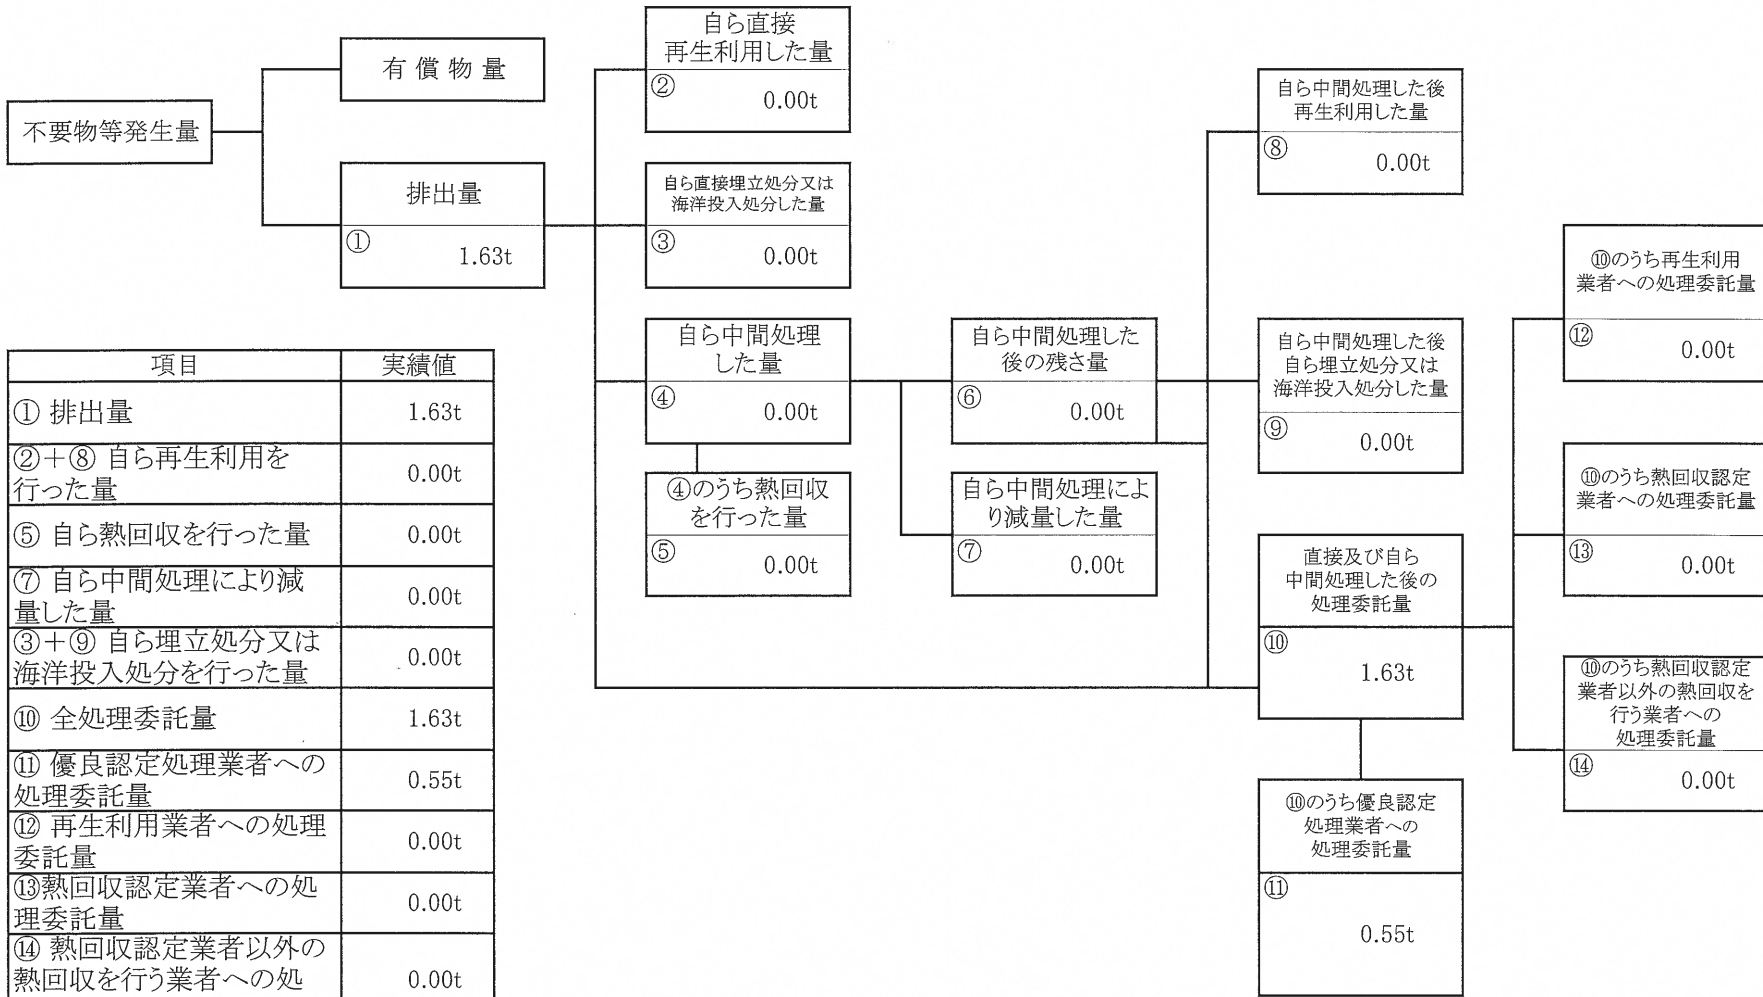 不要物等発生量
有償物量
排出量
①
1.63t
自ら直接
再生利用した量
②
0.00t
自ら直接埋立処分又は
海洋投入処分した量
③
0.00t
自ら中間処理
した量
④
0.00t
④のうち熱回収
を行った量
⑤
0.00t
自ら中間処理した
後の残さ量
⑥
0.00t
自ら中間処理によ
り減量した量
⑦
0.00t
自ら中間処理した後
再生利用した量
⑧
0.00t
自ら中間処理した後
自ら埋立処分又は
海洋投入処分した量
⑨
0.00t
直接及び自ら
中間処理した後の
処理委託量
⑩
1.63t
⑩のうち優良認定
処理業者への
処理委託量
⑪
0.55t
⑩のうち再生利用
業者への処理委託量
⑫
0.00t
⑩のうち熱回収認定
業者への処理委託量
⑬
0.00t
⑩のうち熱回収認定
業者以外の熱回収を
行う業者への
処理委託量
⑭
0.00t
項目 実績値
① 排出量 1.63t
②+⑧ 自ら再生利用を
行った量 0.00t
⑤ 自ら熱回収を行った量 0.00t
⑦ 自ら中間処理により減
量した量 0.00t
③+⑨ 自ら埋立処分又は
海洋投入処分を行った量 0.00t
⑩ 全処理委託量 1.63t
⑪ 優良認定処理業者への
処理委託量 0.55t
⑫ 再生利用業者への処理
委託量 0.00t
⑬熱回収認定業者への処
理委託量 0.00t
⑭ 熱回収認定業者以外の
熱回収を行う業者への処 0.00t